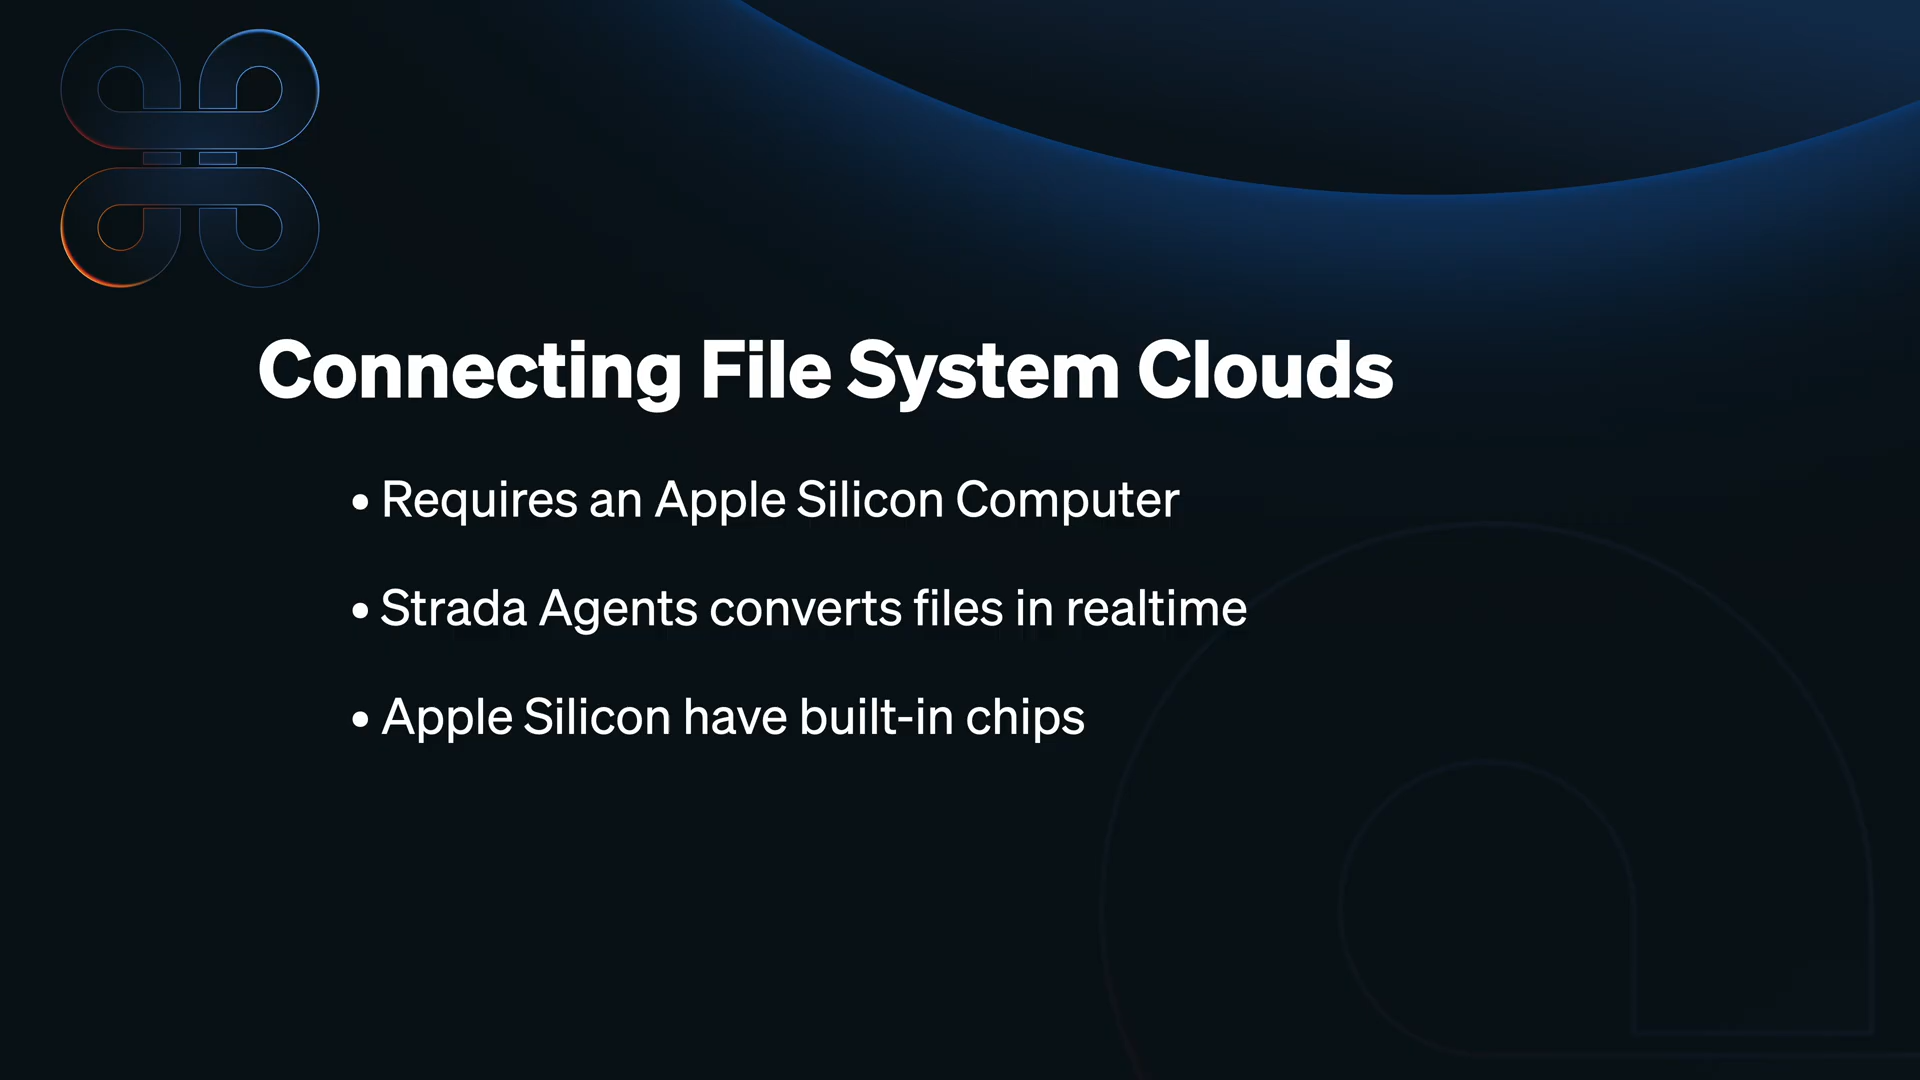 Connecting File System Clouds
• Requires an Apple Silicon Computer
• Strada Agents converts files in realtime
• Apple Silicon have built-in chips